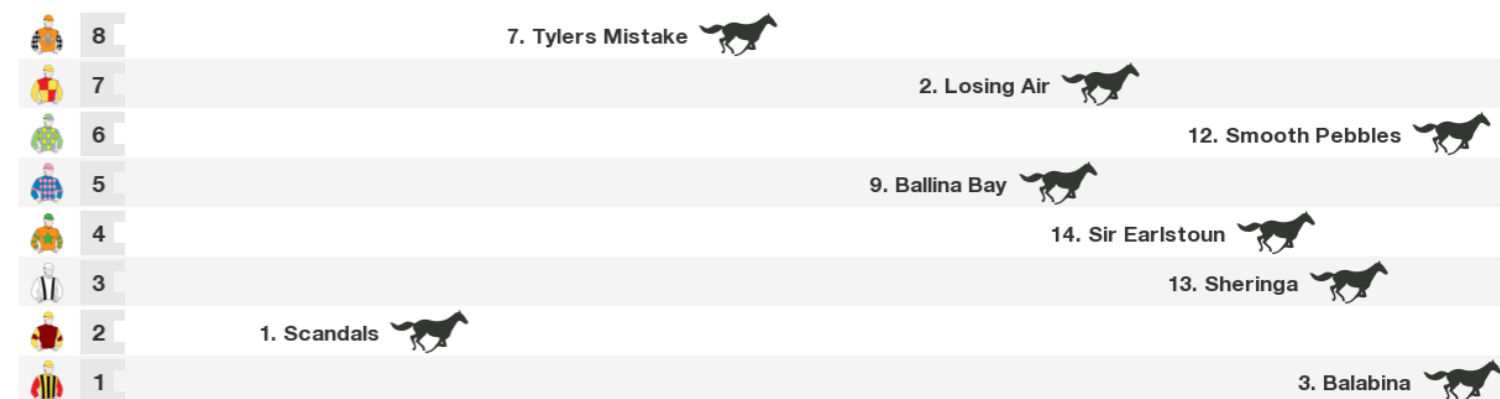 8 7. Tylers Mistake
7 2. Losing Air
6 12. Smooth Pebbles
5 9. Ballina Bay
4 14. Sir Earlstoun
3 13. Sheringa
2 1. Scandals
1 3. Balabina